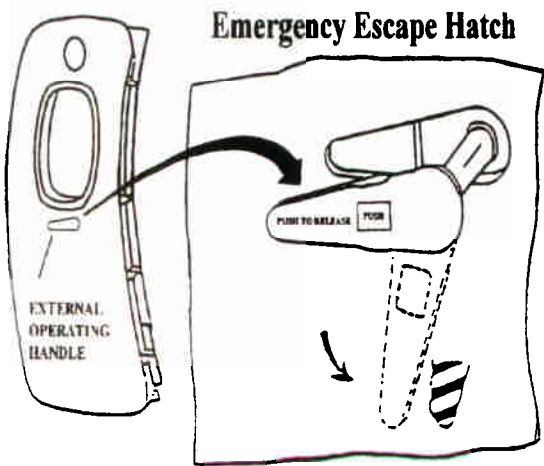 Emergency Escape Hatch
PUSH TO RELEASE
PUSH
EXTERNAL
OPERATING
HANDLE